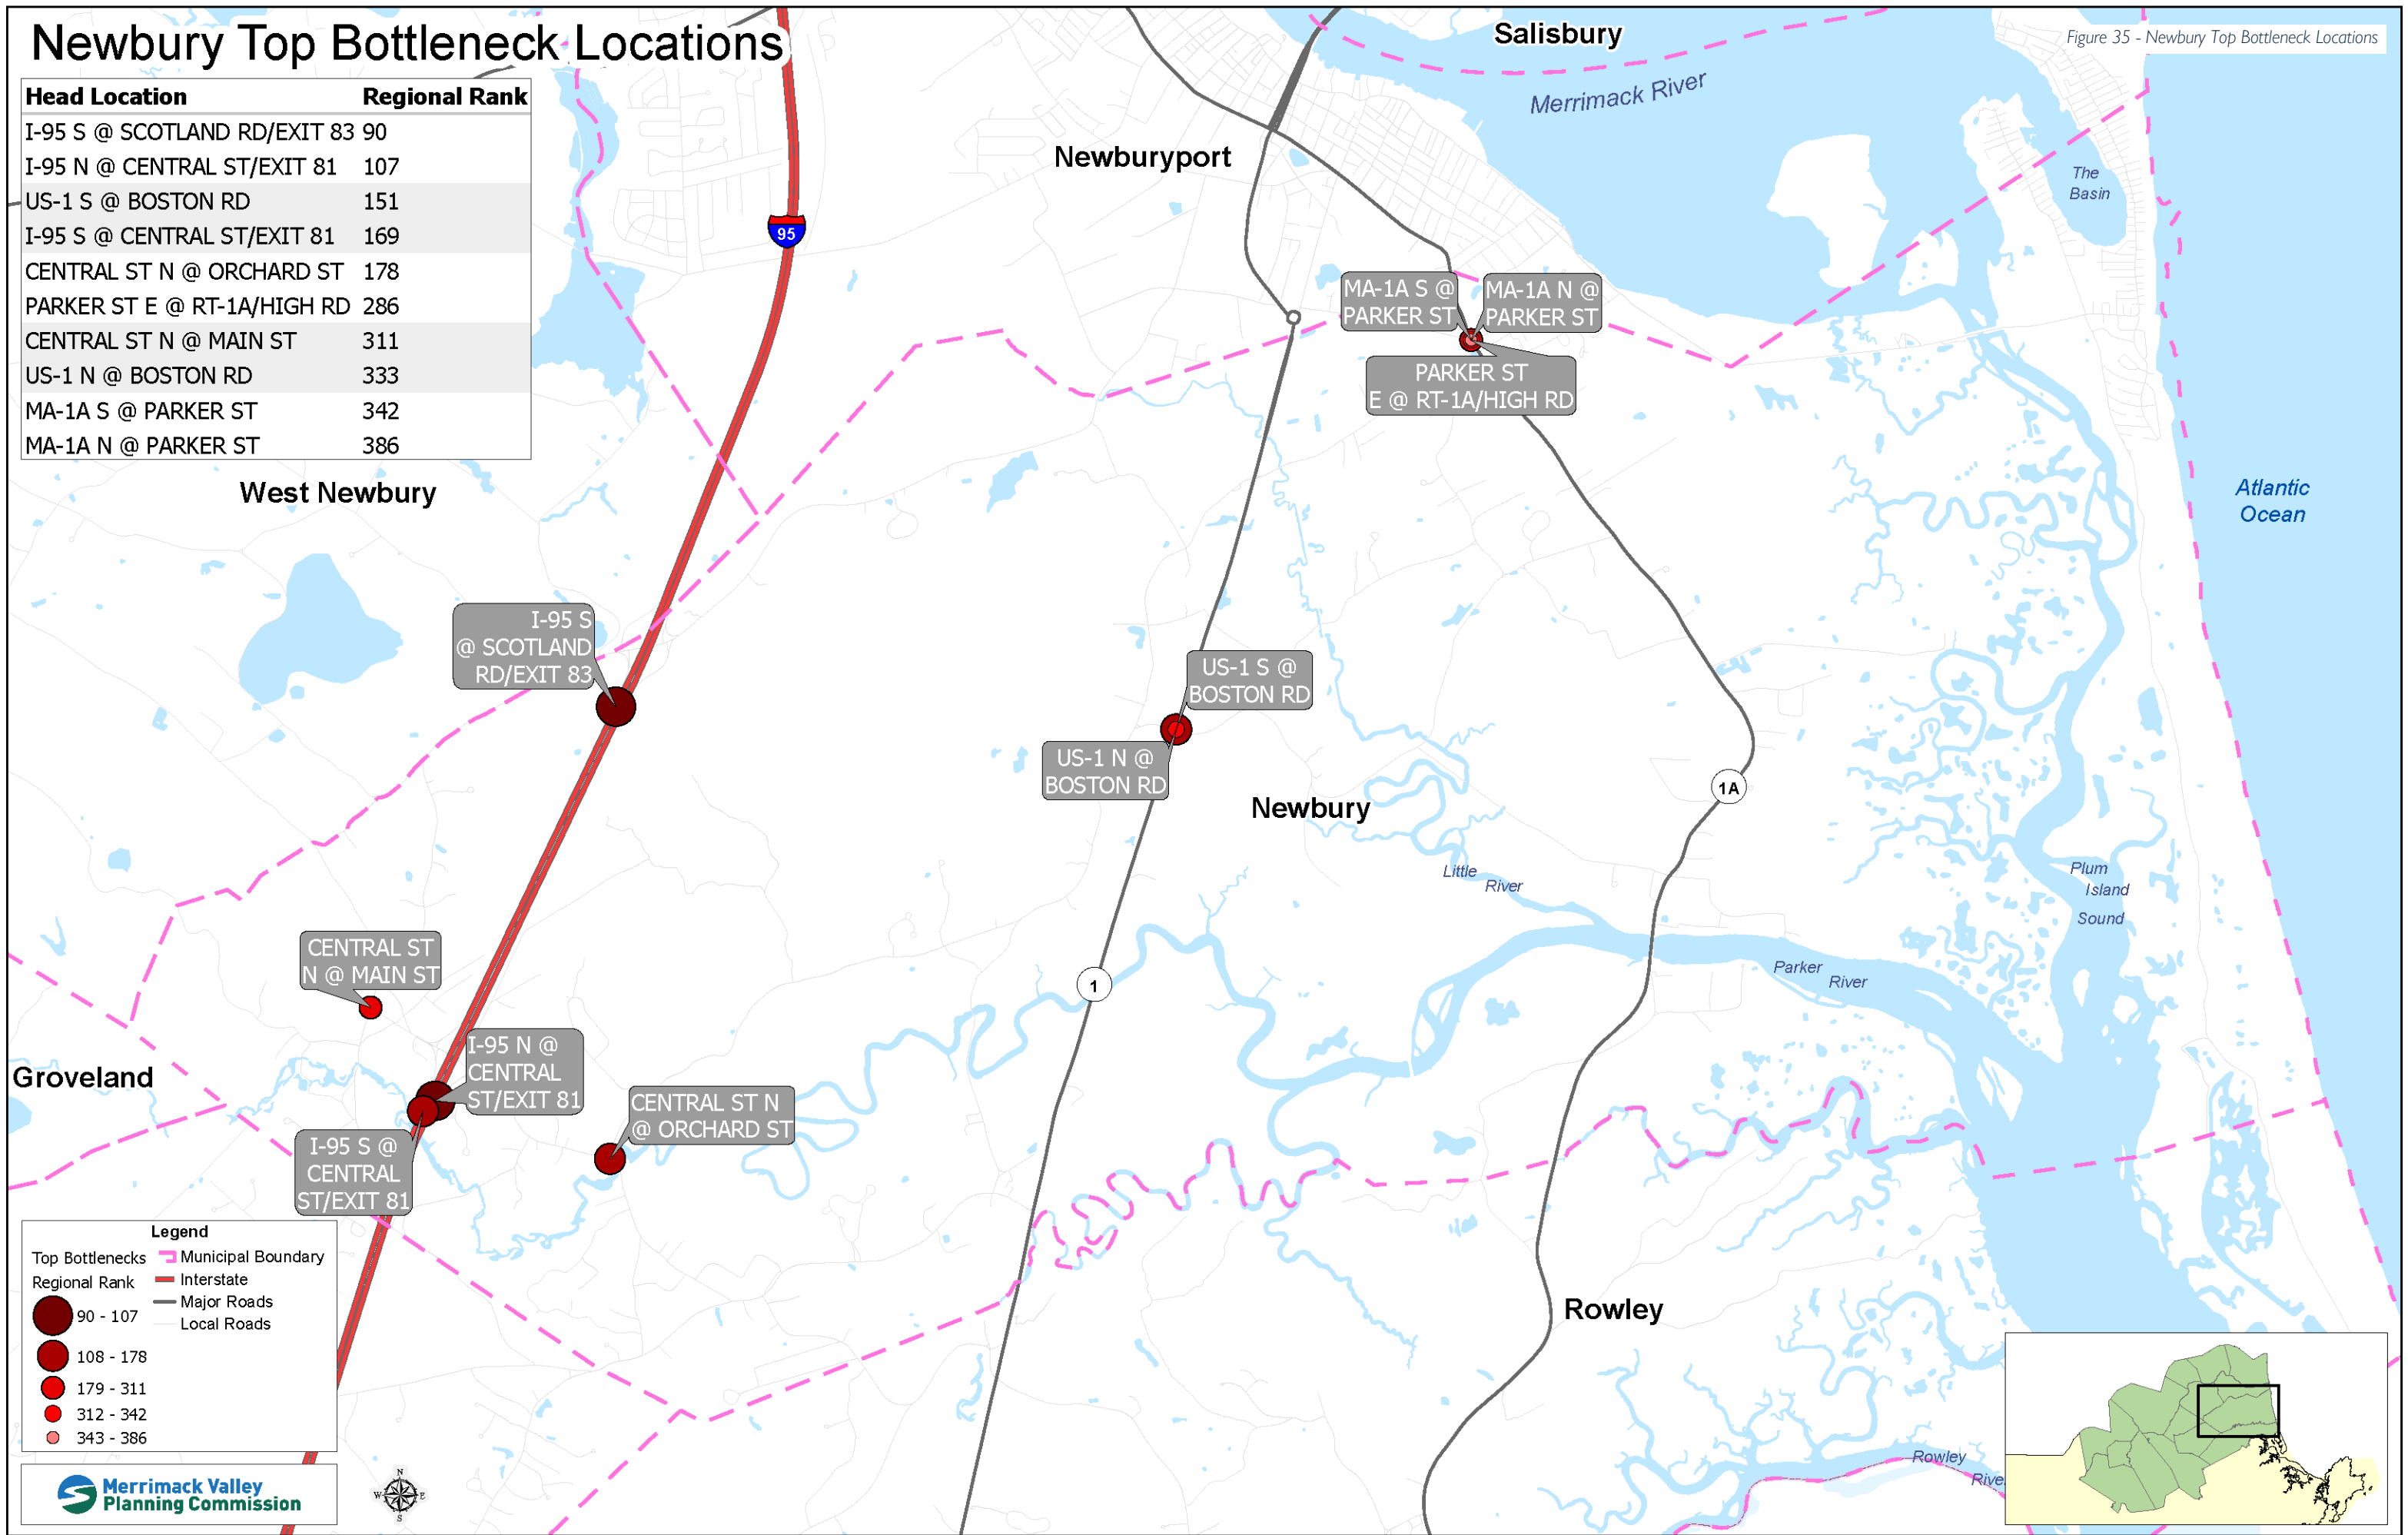 Newbury Top Bottleneck Locations
Figure 35 - Newbury Top Bottleneck Locations
Head Location Regional Rank
I-95 S @ SCOTLAND RD/EXIT 83 90
I-95 N @ CENTRAL ST/EXIT 81 107
US-1 S @ BOSTON RD 151
I-95 S @ CENTRAL ST/EXIT 81 169
CENTRAL ST N @ ORCHARD ST 178
PARKER ST E @ RT-1A/HIGH RD 286
CENTRAL ST N @ MAIN ST 311
US-1 N @ BOSTON RD 333
MA-1A S @ PARKER ST 342
MA-1A N @ PARKER ST 386
Salisbury
Merrimack River
Newburyport
The
Basin
95
MA-1A S @
PARKER ST
MA-1A N @
PARKER ST
PARKER ST
E @ RT-1A/HIGH RD
West Newbury
Atlantic
Ocean
I-95 S
@ SCOTLAND
RD/EXIT 83
US-1 S @
BOSTON RD
US-1 N @
BOSTON RD
Newbury
1A
Little
River
Plum
Island
Sound
CENTRAL ST
N @ MAIN ST
Parker
River
1
I-95 N @
CENTRAL
ST/EXIT 81
Groveland
CENTRAL ST N
@ ORCHARD ST
I-95 S @
CENTRAL
ST/EXIT 81
Rowley
Rowley
Rive
Legend
Top Bottlenecks
Regional Rank
90 - 107
108 - 178
179 - 311
312 - 342
343 - 386
Municipal Boundary
Interstate
Major Roads
Local Roads
Merrimack Valley
Planning Commission
N
W E
S